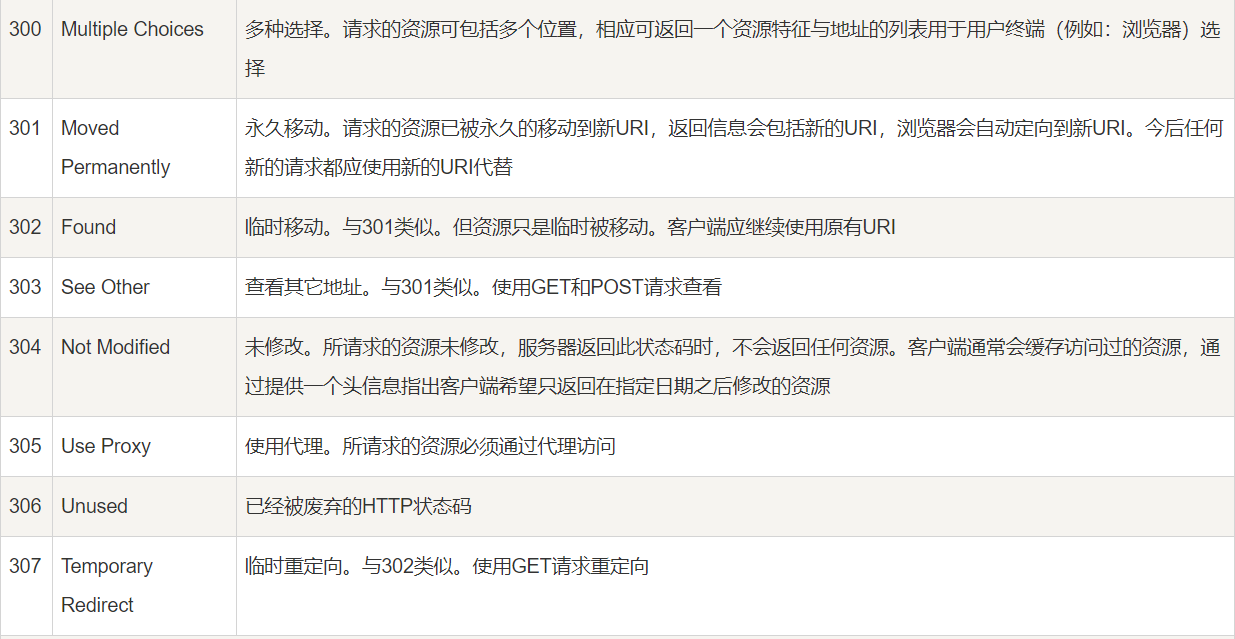 300 Multiple Choices 多种选择。请求的资源可包括多个位置，相应可返回一个资源特征与地址的列表用于用户终端（例如：浏览器）选
择
301 Moved 永久移动。请求的资源已被永久的移动到新URI，返回信息会包括新的URI，浏览器会自动定向到新URI。今后任何
Permanently 新的请求都应使用新的URI代替
302 Found 临时移动。与301类似。但资源只是临时被移动。客户端应继续使用原有URI
303 See Other 查看其它地址。与301类似。使用GET和POST请求查看
304 Not Modified 未修改。所请求的资源未修改，服务器返回此状态码时，不会返回任何资源。客户端通常会缓存访问过的资源，通
过提供一个头信息指出客户端希望只返回在指定日期之后修改的资源
305 Use Proxy 使用代理。所请求的资源必须通过代理访问
306 Unused 已经被废弃的HTTP状态码
307 Temporary 临时重定向。与302类似。使用GET请求重定向
Redirect